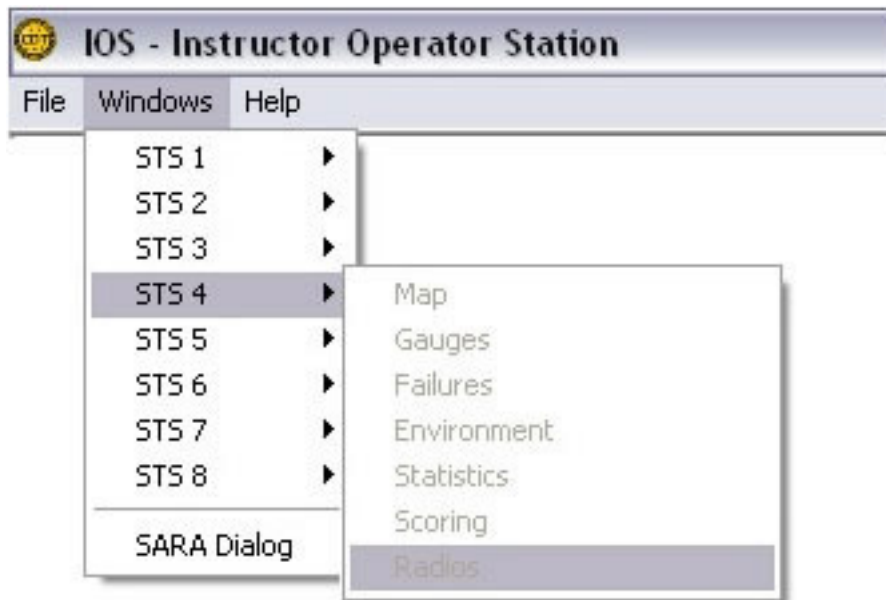 IOS - Instructor Operator Station
File Windows Help
STS 1
STS 2
STS 3
STS 4
STS 5
STS 6
STS 7
STS 8
SARA Dialog
Map
Gauges
Failures
Environment
Statistics
Scoring
Radios